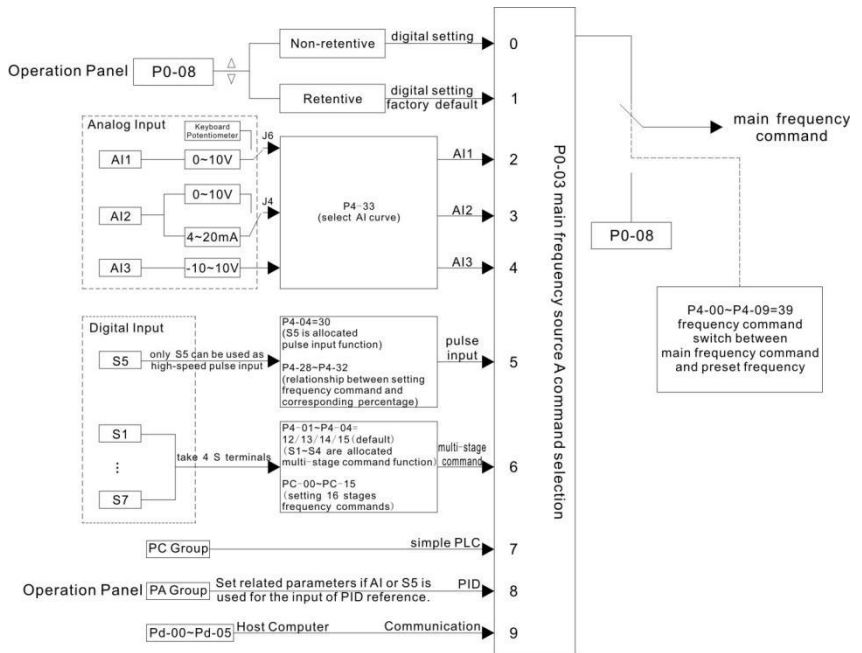 Operation Panel
P0-08
△
▽
Non-retentive
digital setting
0
Retentive
digital setting
factory default
1
Analog Input
Keyboard
Potentiometer
J6
AI1
0~10V
AI1
2
0~10V
AI2
J4
4~20mA
P4-33
(select AI curve)
AI2
3
AI3
-10~10V
AI3
4
Digital Input
S5
only S5 can be used as
high-speed pulse input
P4-04=30
(S5 is allocated
pulse input function)
P4-28~P4-32
(relationship between setting
frequency command and
corresponding percentage)
pulse
input
5
S1
⋮
S7
take 4 S terminals
P4-01~P4-04=
12/13/14/15(default)
(S1~S4 are allocated
multi-stage command function)
PC-00~PC-15
(setting 16 stages
frequency commands)
multi-stage
command
6
PC Group
simple PLC
7
Operation Panel
PA Group
Set related parameters if AI or S5 is
used for the input of PID reference.
PID
8
Pd-00~Pd-05
Host Computer
Communication
9
P0-03 main frequency source A command selection
main frequency
command
P0-08
P4-00~P4-09=39
frequency command
switch between
main frequency command
and preset frequency